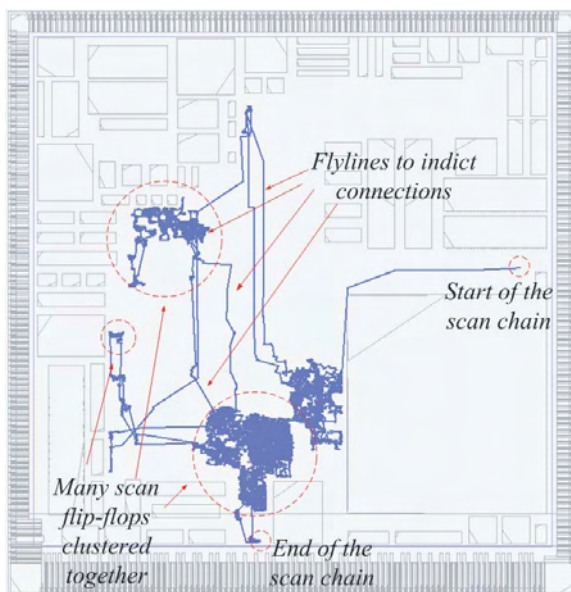 Flylines to indict
connections
Start of the
scan chain
Many scan
flip-flops
clustered
together
End of the
scan chain